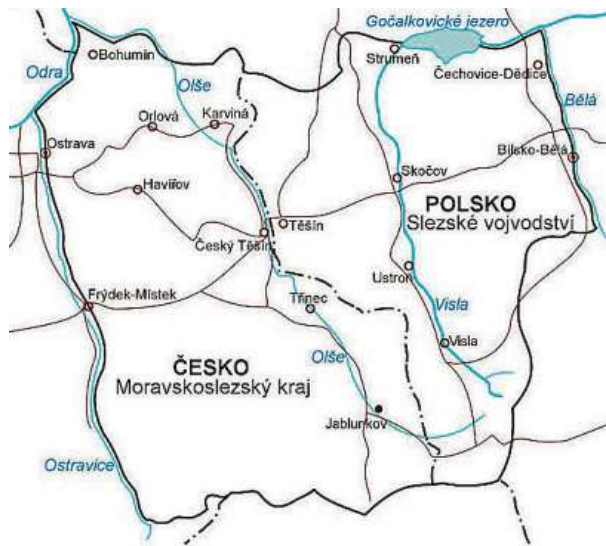 Gočalkovické jezero
Strumeň
Bohumín
Čechovice-Dědice
Odra
Olše
Bělá
Orlová
Karviná
Ostrava
Bílsko-Bělá
Skočov
Havířov
POLSKO
Slezské vojvodství
Těšín
Český Těšín
Ustroň
Frýdek-Místek
Třinec
Visla
Visla
Olše
ČESKO
Moravskoslezský kraj
Jablunkov
Ostravice